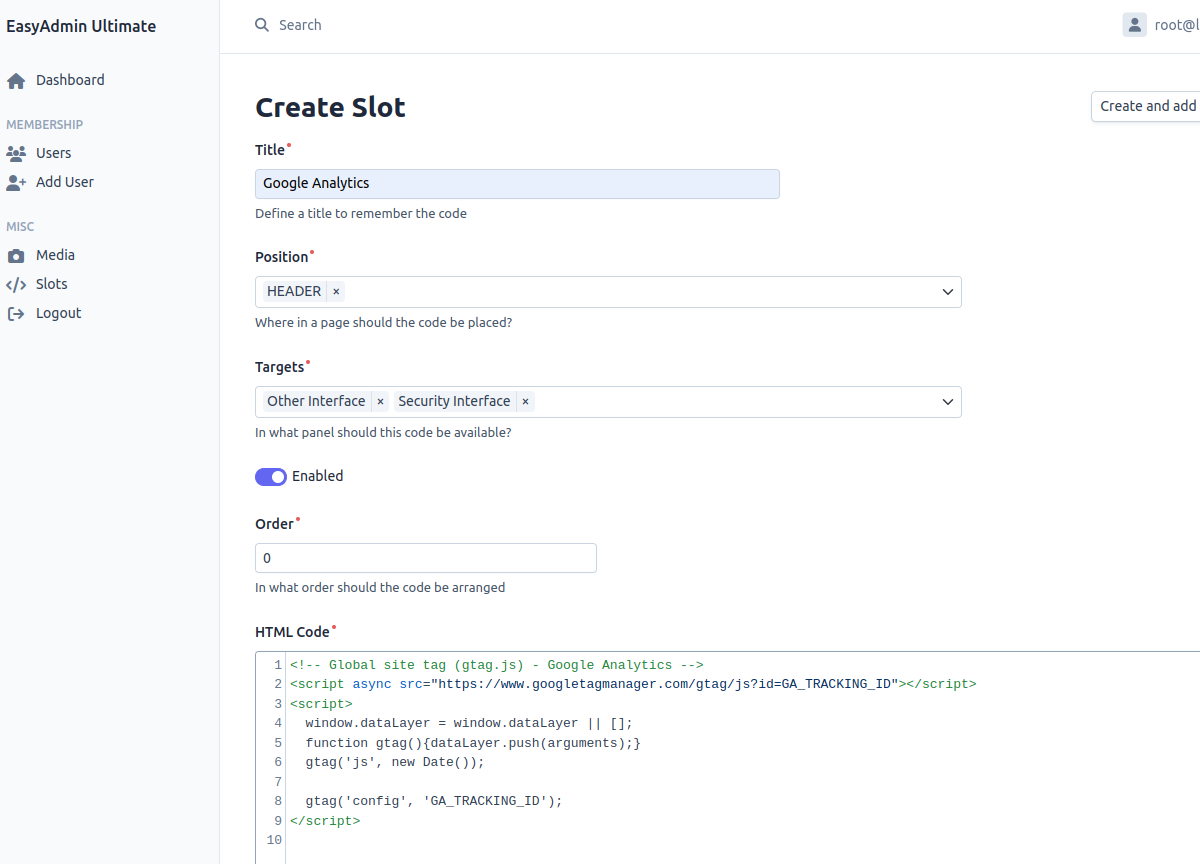 EasyAdmin Ultimate
Search
root@l
Dashboard
MEMBERSHIP
Users
Add User
MISC
Media
Slots
Logout
Create Slot
Create and add
Title
Google Analytics
Define a title to remember the code
Position
HEADER ×
Where in a page should the code be placed?
Targets
Other Interface × Security Interface ×
In what panel should this code be available?
Enabled
Order
0
In what order should the code be arranged
HTML Code
1 <!-- Global site tag (gtag.js) - Google Analytics -->
2 <script async src="https://www.googletagmanager.com/gtag/js?id=GA_TRACKING_ID"></script>
3 <script>
4 window.dataLayer = window.dataLayer || [];
5 function gtag(){dataLayer.push(arguments);}
6 gtag('js', new Date());
7
8 gtag('config', 'GA_TRACKING_ID');
9 </script>
10